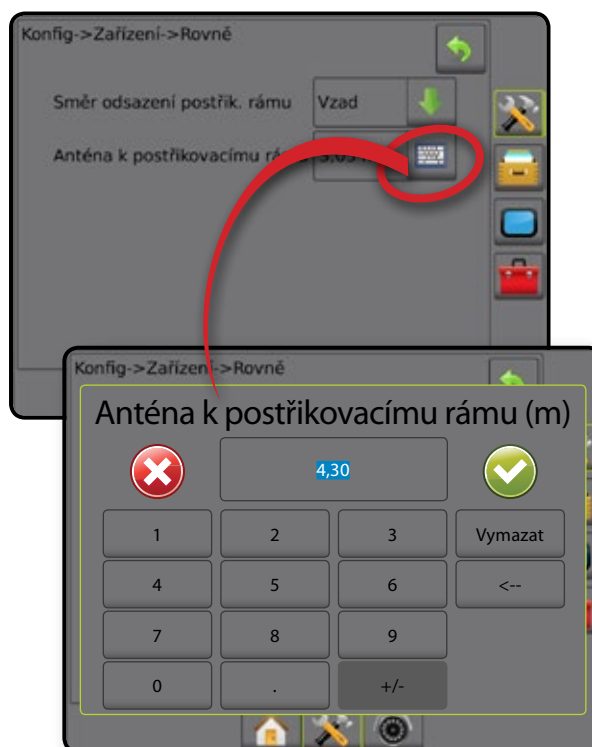 Konfig->Zařízení->Rovně
Směr odsazení postřik. rámu Vzad
Anténa k postřikovacímu
Konfig->Zařízení->Rovně
Anténa k postřikovacímu rámu (m)
4,30
1 2 3 Vymazat
4 5 6 <--
7 8 9
0 . +/-